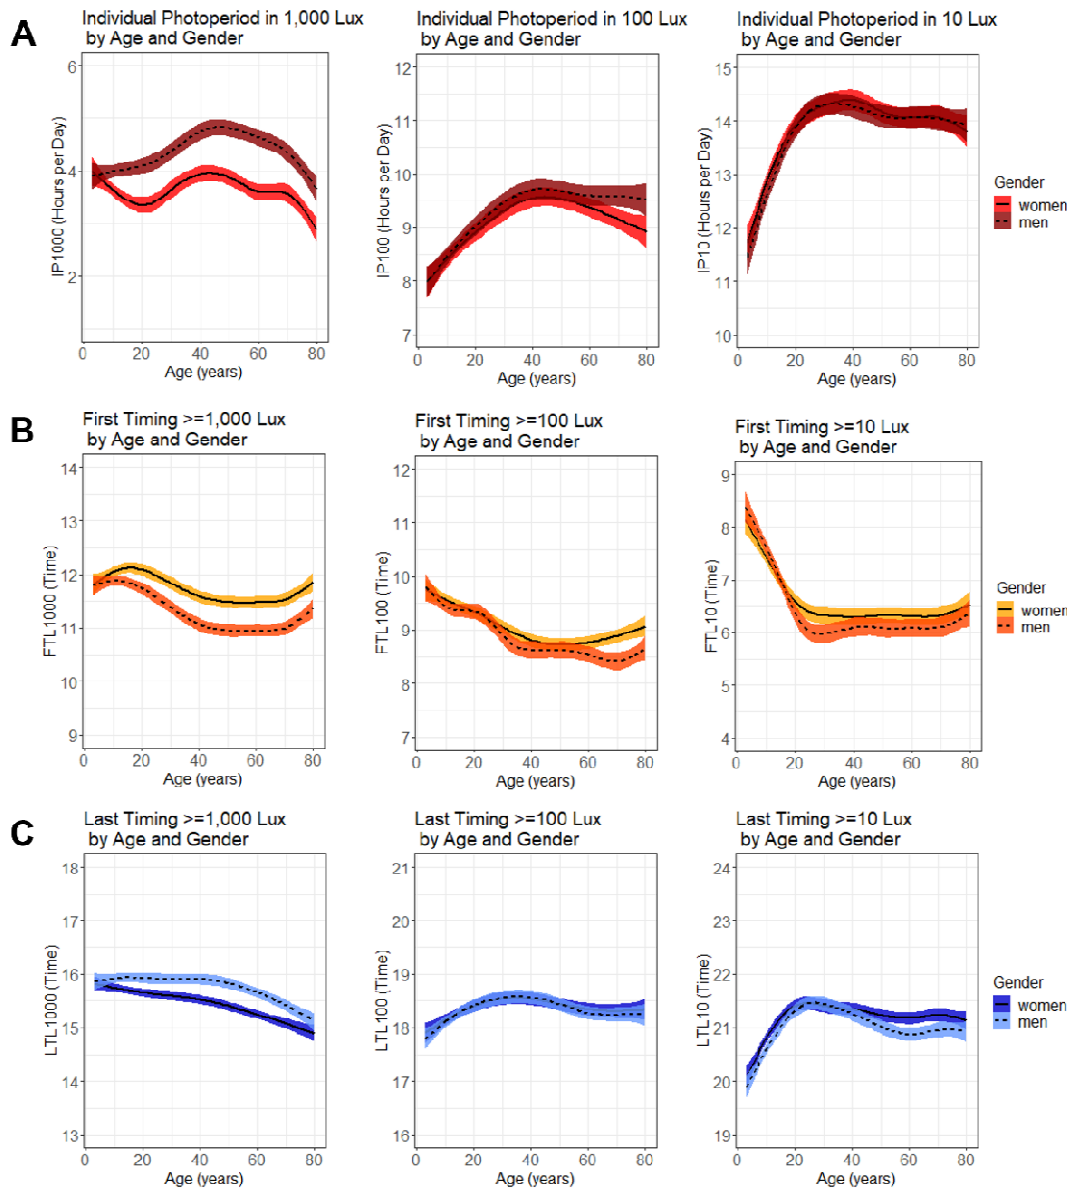 A
Individual Photoperiod in 1,000 Lux
by Age and Gender
IP1000 (Hours per Day)
6
4
2
0
20
40
60
80
Age (years)
Individual Photoperiod in 100 Lux
by Age and Gender
IP100 (Hours per Day)
12
11
10
9
8
7
0
20
40
60
80
Age (years)
Individual Photoperiod in 10 Lux
by Age and Gender
IP10 (Hours per Day)
15
14
13
12
11
10
0
20
40
60
80
Age (years)
Gender
women
men
B
First Timing >=1,000 Lux
by Age and Gender
FTL1000 (Time)
14
13
12
11
10
9
0
20
40
60
80
Age (years)
First Timing >=100 Lux
by Age and Gender
FTL100 (Time)
12
11
10
9
8
7
0
20
40
60
80
Age (years)
First Timing >=10 Lux
by Age and Gender
FTL10 (Time)
9
8
7
6
5
4
0
20
40
60
80
Age (years)
Gender
women
men
C
Last Timing >=1,000 Lux
by Age and Gender
LTL1000 (Time)
18
17
16
15
14
13
0
20
40
60
80
Age (years)
Last Timing >=100 Lux
by Age and Gender
LTL100 (Time)
21
20
19
18
17
16
0
20
40
60
80
Age (years)
Last Timing >=10 Lux
by Age and Gender
LTL10 (Time)
24
23
22
21
20
19
0
20
40
60
80
Age (years)
Gender
women
men